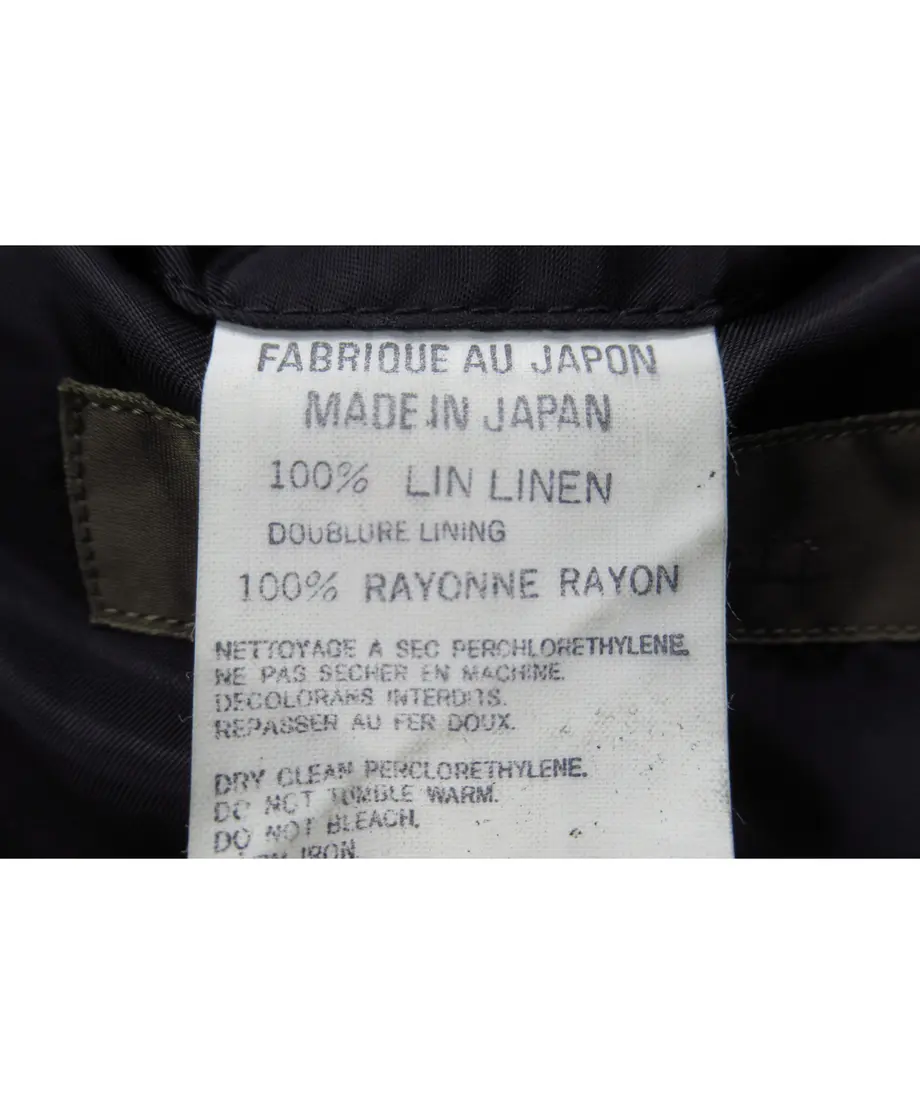 FABRIQUE AU JAPON
MADE IN JAPAN
100% LIN LINEN
DOUBLURE LINING
100% RAYONNE RAYON
NETTOYAGE A SEC PERCHLORETHYLENE.
NE PAS SECHER EN MACHINE.
DECOLORANS INTERDITS.
REPASSER AU FER DOUX.
DRY CLEAN PERCLORETHYLENE.
DO NOT TUMBLE WARM.
DO NOT BLEACH.
IRON.